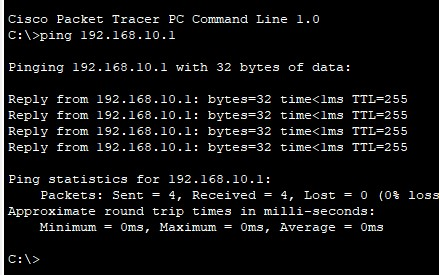 Cisco Packet Tracer PC Command Line 1.0
C:\>ping 192.168.10.1
Pinging 192.168.10.1 with 32 bytes of data:
Reply from 192.168.10.1: bytes=32 time<1ms TTL=255
Reply from 192.168.10.1: bytes=32 time<1ms TTL=255
Reply from 192.168.10.1: bytes=32 time<1ms TTL=255
Reply from 192.168.10.1: bytes=32 time<1ms TTL=255
Ping statistics for 192.168.10.1:
Packets: Sent = 4, Received = 4, Lost = 0 (0% loss
Approximate round trip times in milli-seconds:
Minimum = 0ms, Maximum = 0ms, Average = 0ms
C:\>